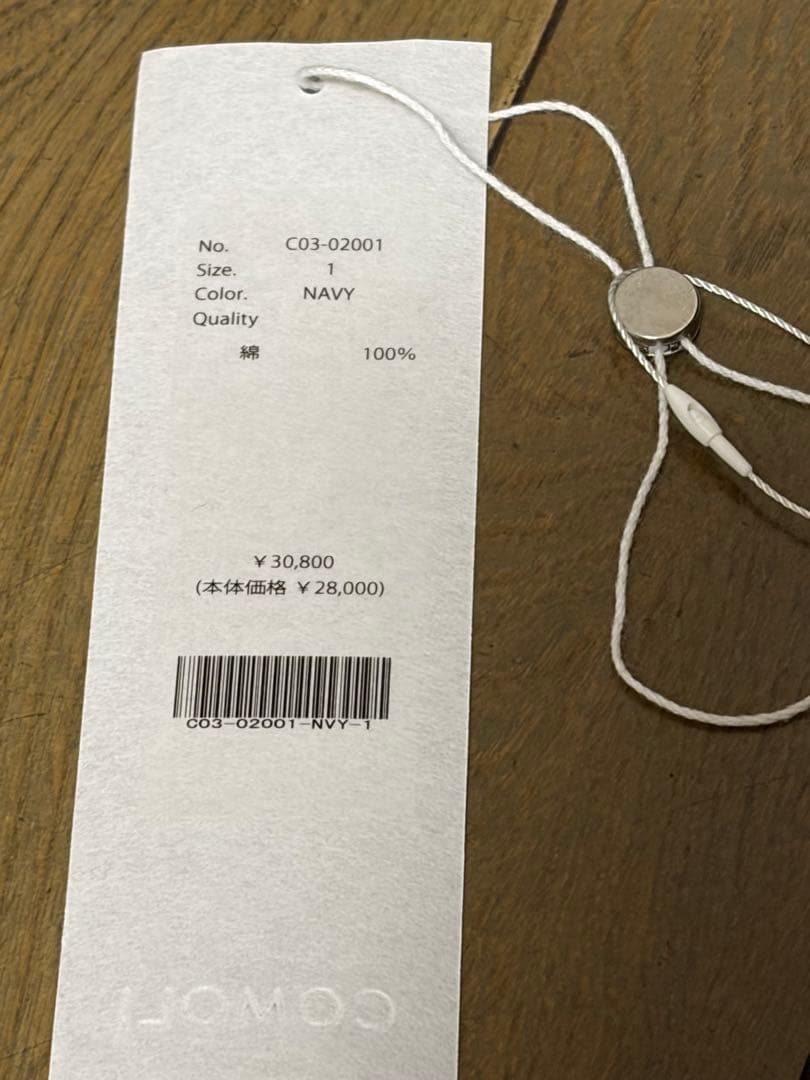 No. C03-02001
Size. 1
Color. NAVY
Quality
綿 100%
￥30,800
(本体価格 ￥28,000)
C03-02001-NVY-1
COMOLI